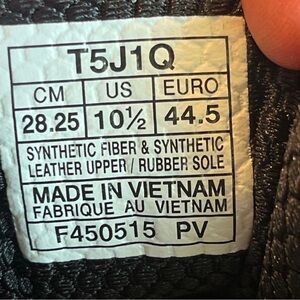 T5J1Q
CM US EURO
28.25 10½ 44.5
SYNTHETIC FIBER & SYNTHETIC
LEATHER UPPER / RUBBER SOLE
MADE IN VIETNAM
FABRIQUE AU VIETNAM
F450515 PV